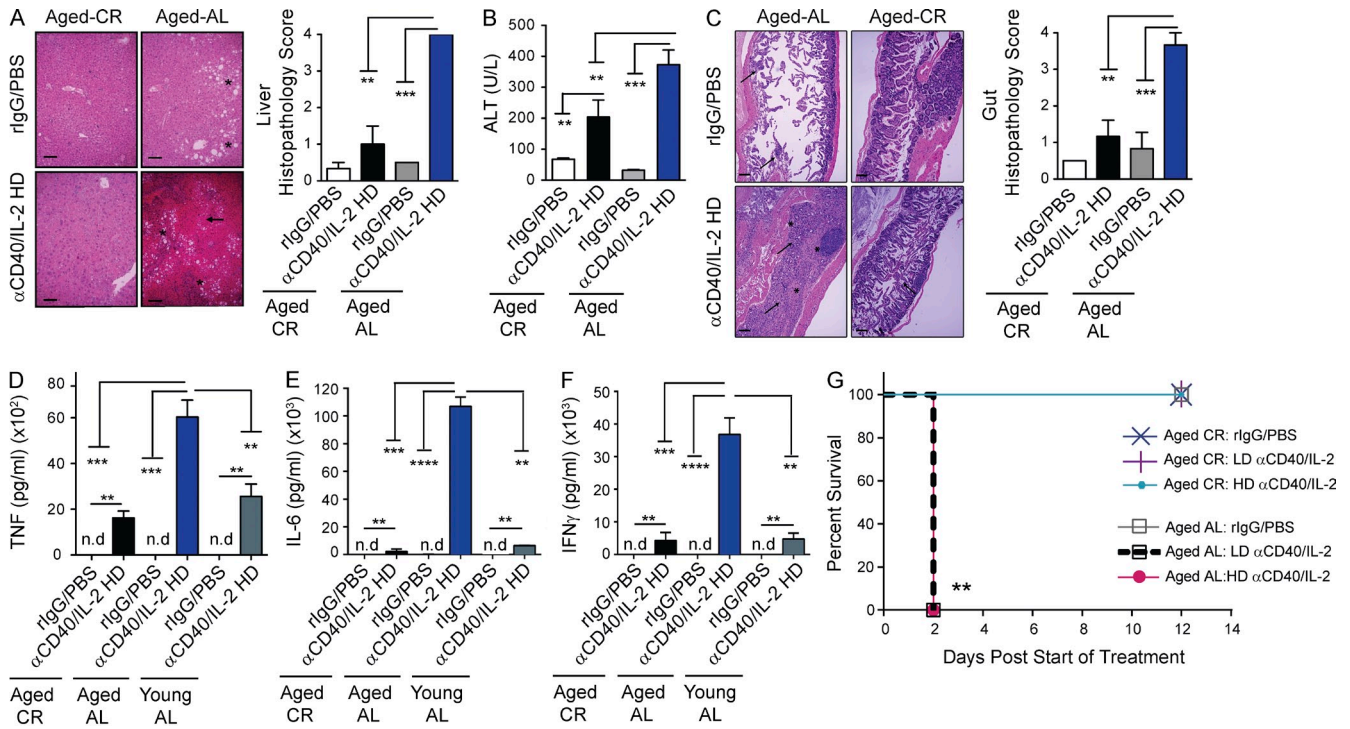 A
Aged-CR
Aged-AL
rIgG/PBS
αCD40/IL-2 HD
*
*
*
*
Liver
Histopathology Score
4
2
1
0
**
***
rIgG/PBS
αCD40/IL-2 HD
rIgG/PBS
αCD40/IL-2 HD
Aged
CR
Aged
AL
B
ALT (U/L)
500
400
300
200
100
0
**
**
***
rIgG/PBS
αCD40/IL-2 HD
rIgG/PBS
αCD40/IL-2 HD
Aged
CR
Aged
AL
C
Aged-AL
Aged-CR
rIgG/PBS
αCD40/IL-2 HD
*
*
*
Gut
Histopathology Score
4
2
1
0
**
***
rIgG/PBS
αCD40/IL-2 HD
rIgG/PBS
αCD40/IL-2 HD
Aged
CR
Aged
AL
D
TNF (pg/ml) (x10²)
80
60
40
20
0
***
**
***
**
**
n.d
n.d
n.d
rIgG/PBS
αCD40/IL-2 HD
rIgG/PBS
αCD40/IL-2 HD
rIgG/PBS
αCD40/IL-2 HD
Aged
CR
Aged
AL
Young
AL
E
IL-6 (pg/ml) (x10³)
120
100
80
60
40
20
0
***
****
**
**
**
n.d
n.d
n.d
rIgG/PBS
αCD40/IL-2 HD
rIgG/PBS
αCD40/IL-2 HD
rIgG/PBS
αCD40/IL-2 HD
Aged
CR
Aged
AL
Young
AL
F
IFNγ (pg/ml) (x10³)
50
40
30
20
10
0
***
****
**
**
**
n.d
n.d
n.d
rIgG/PBS
αCD40/IL-2 HD
rIgG/PBS
αCD40/IL-2 HD
rIgG/PBS
αCD40/IL-2 HD
Aged
CR
Aged
AL
Young
AL
G
Percent Survival
100
80
60
40
20
0
**
0 2 4 6 8 10 12 14
Days Post Start of Treatment
Aged CR: rIgG/PBS
Aged CR: LD αCD40/IL-2
Aged CR: HD αCD40/IL-2
Aged AL: rIgG/PBS
Aged AL: LD αCD40/IL-2
Aged AL:HD αCD40/IL-2